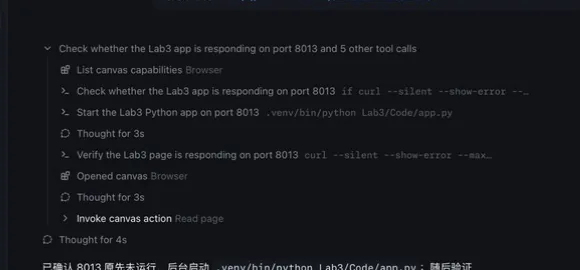 Check whether the Lab3 app is responding on port 8013 and 5 other tool calls
List canvas capabilities Browser
Check whether the Lab3 app is responding on port 8013 if curl --silent --show-error --…
Start the Lab3 Python app on port 8013 .venv/bin/python Lab3/Code/app.py
Thought for 3s
Verify the Lab3 page is responding on port 8013 curl --silent --show-error --max…
Opened canvas Browser
Thought for 3s
Invoke canvas action Read page
Thought for 4s
已确认 8013 原先未运行，后台启动 .venv/bin/python Lab3/Code/app.py；随后验证